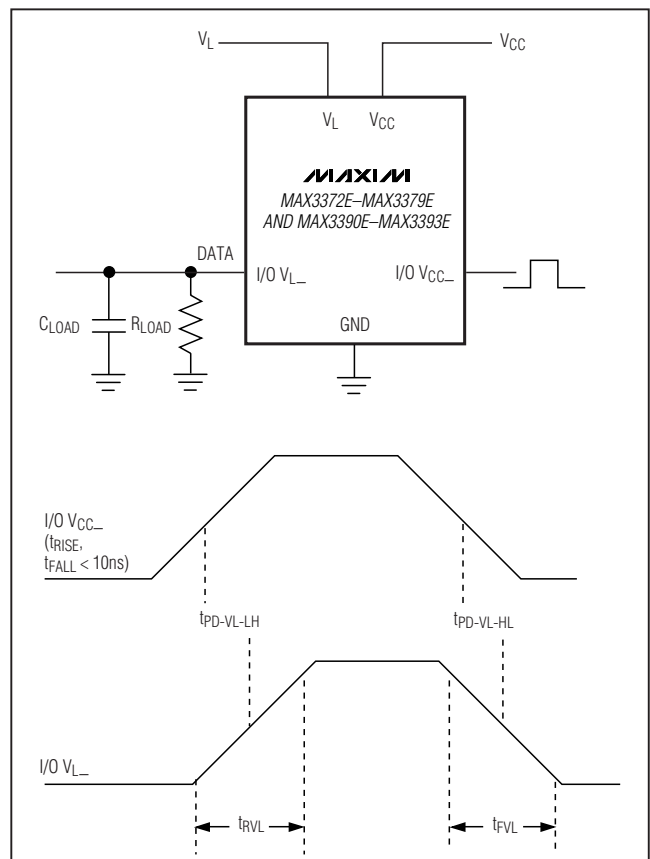 VL
VCC
VL VCC
MAXIM
MAX3372E–MAX3379E
AND MAX3390E–MAX3393E
DATA
I/O VL_
I/O VCC_
CLOAD
RLOAD
GND
I/O VCC_
(tRISE,
tFALL < 10ns)
tPD-VL-LH
tPD-VL-HL
I/O VL_
tRVL
tFVL